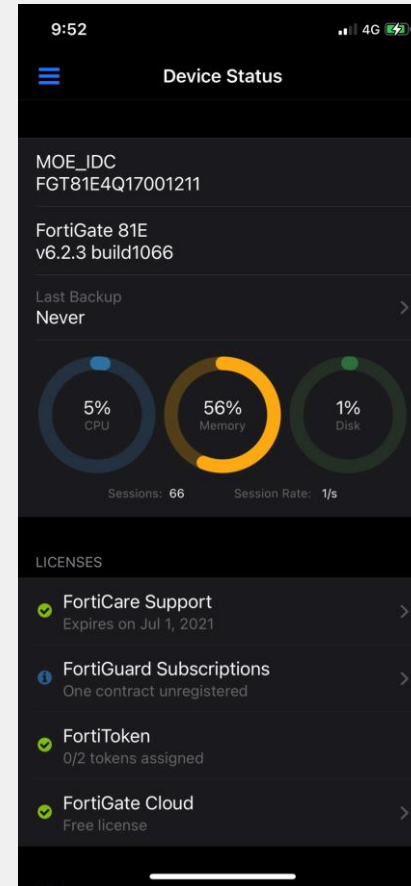 9:52
4G
Device Status
MOE_IDC
FGT81E4Q17001211
FortiGate 81E
v6.2.3 build1066
Last Backup
Never
5%
CPU
56%
Memory
1%
Disk
Sessions: 66 Session Rate: 1/s
LICENSES
FortiCare Support
Expires on Jul 1, 2021
FortiGuard Subscriptions
One contract unregistered
FortiToken
0/2 tokens assigned
FortiGate Cloud
Free license